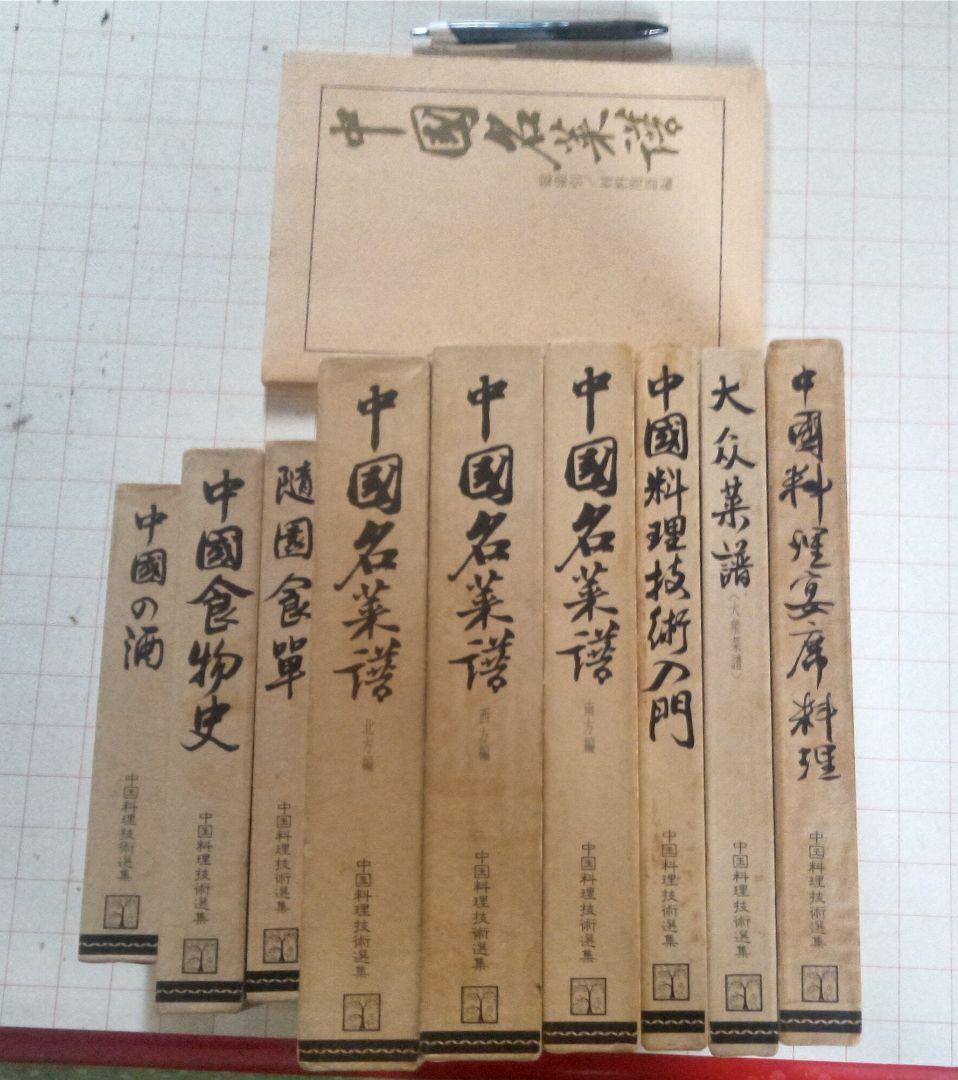 中國名菜譜
中國の酒
中国料理技術選集
中國食物史
中国料理技術選集
隨園食單
中国料理技術選集
中國名菜譜
北方編
中国料理技術選集
中國名菜譜
西方編
中国料理技術選集
中國名菜譜
南方編
中国料理技術選集
中國料理技術入門
中国料理技術選集
大众菜譜
(大衆菜譜)
中国料理技術選集
中國料理宴席料理
中国料理技術選集